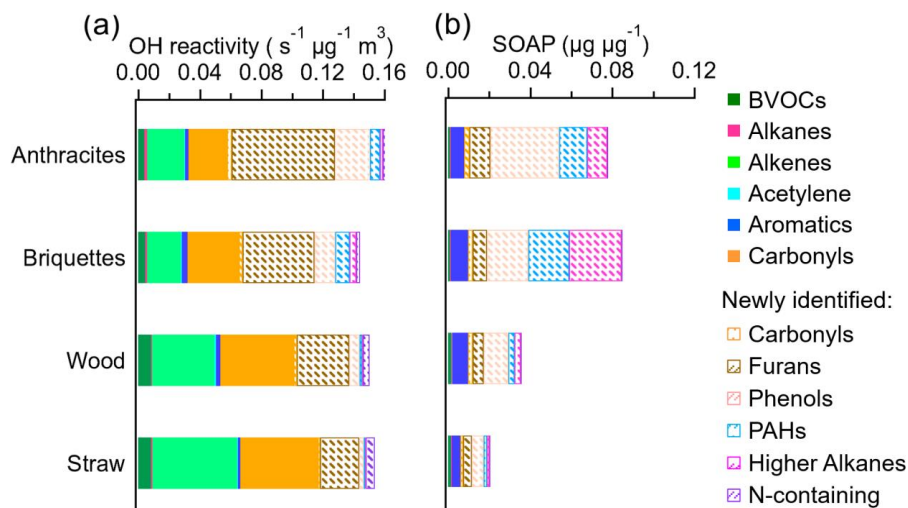 (a)
OH reactivity ( s⁻¹ µg⁻¹ m³)
0.00 0.04 0.08 0.12 0.16
(b)
SOAP (µg µg⁻¹)
0.00 0.04 0.08 0.12
Anthracites
Briquettes
Wood
Straw
BVOCs
Alkanes
Alkenes
Acetylene
Aromatics
Carbonyls
Newly identified:
Carbonyls
Furans
Phenols
PAHs
Higher Alkanes
N-containing